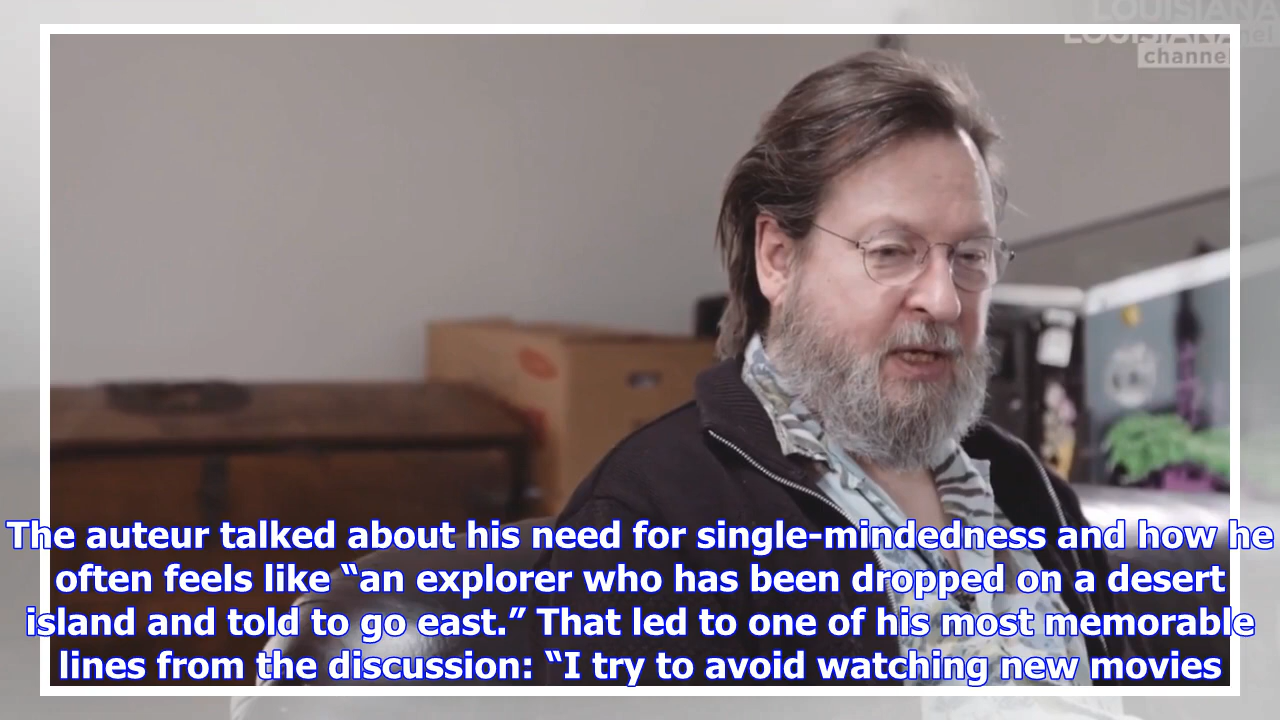 LOUISIANA
LOUISIANA
channel
The auteur talked about his need for single-mindedness and how he
often feels like “an explorer who has been dropped on a desert
island and told to go east.” That led to one of his most memorable
lines from the discussion: “I try to avoid watching new movies